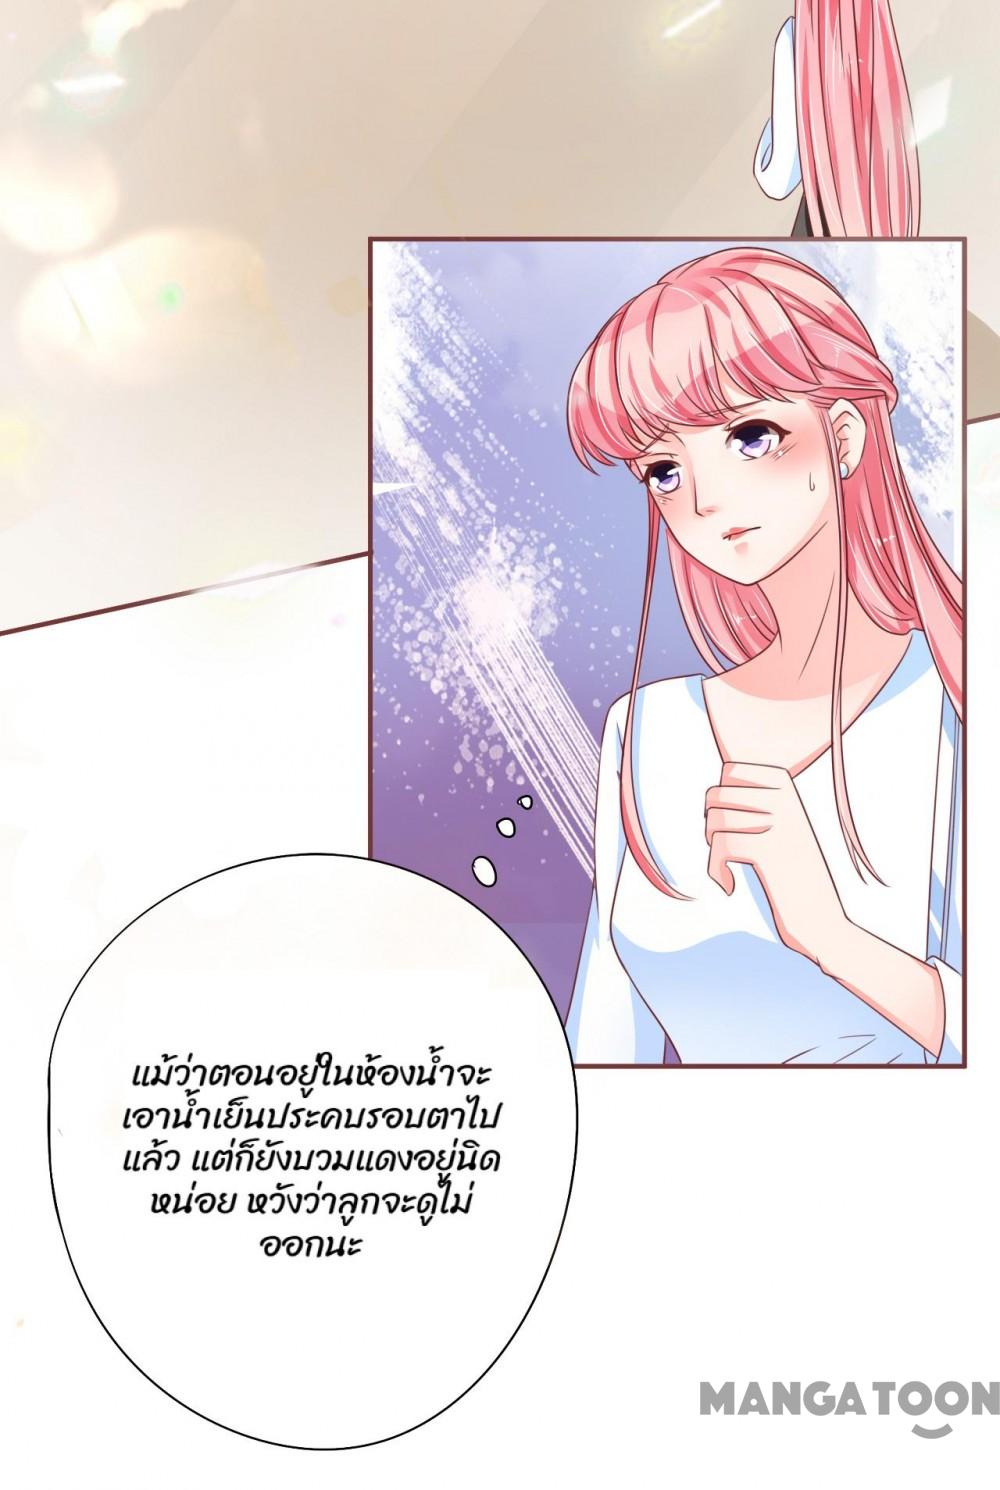 แม้ว่าตอนอยู่ในห้องน้ำจะ
เอาน้ำเย็นประคบรอบตาไป
แล้ว แต่ก็ยังบวมแดงอยู่นิด
หน่อย หวังว่าลูกจะดูไม่
ออกนะ
MANGATOON